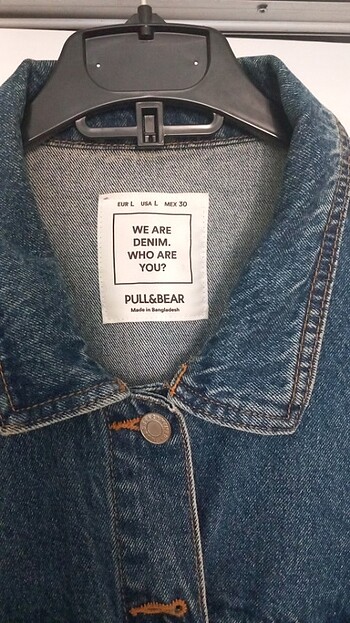 EUR L USA L MEX 30
WE ARE
DENIM.
WHO ARE
YOU?
PULL&BEAR
Made in Bangladesh